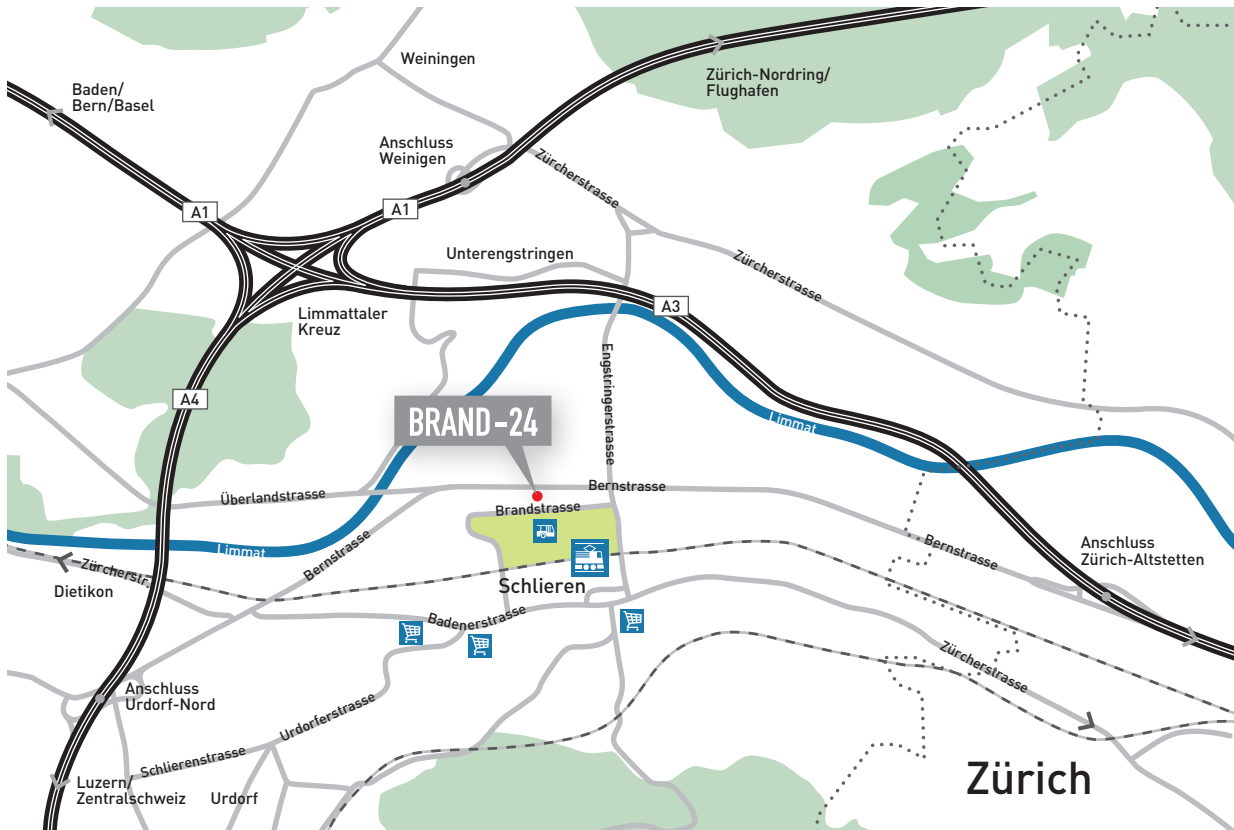 Weiningen
Baden/
Bern/Basel
Zürich-Nordring/
Flughafen
Anschluss
Weinigen
Zürcherstrasse
A1
A1
Unterengstringen
Zürcherstrasse
Limmattaler
Kreuz
A3
Engstringerstrasse
A4
BRAND-24
Limmat
Überlandstrasse
Bernstrasse
Brandstrasse
Limmat
Bernstrasse
Bernstrasse
Anschluss
Zürich-Altstetten
Zürcherstr.
Dietikon
Schlieren
Badenerstrasse
Zürcherstrasse
Anschluss
Urdorf-Nord
Urdorferstrasse
Schlierenstrasse
Luzern/
Zentralschweiz
Urdorf
Zürich